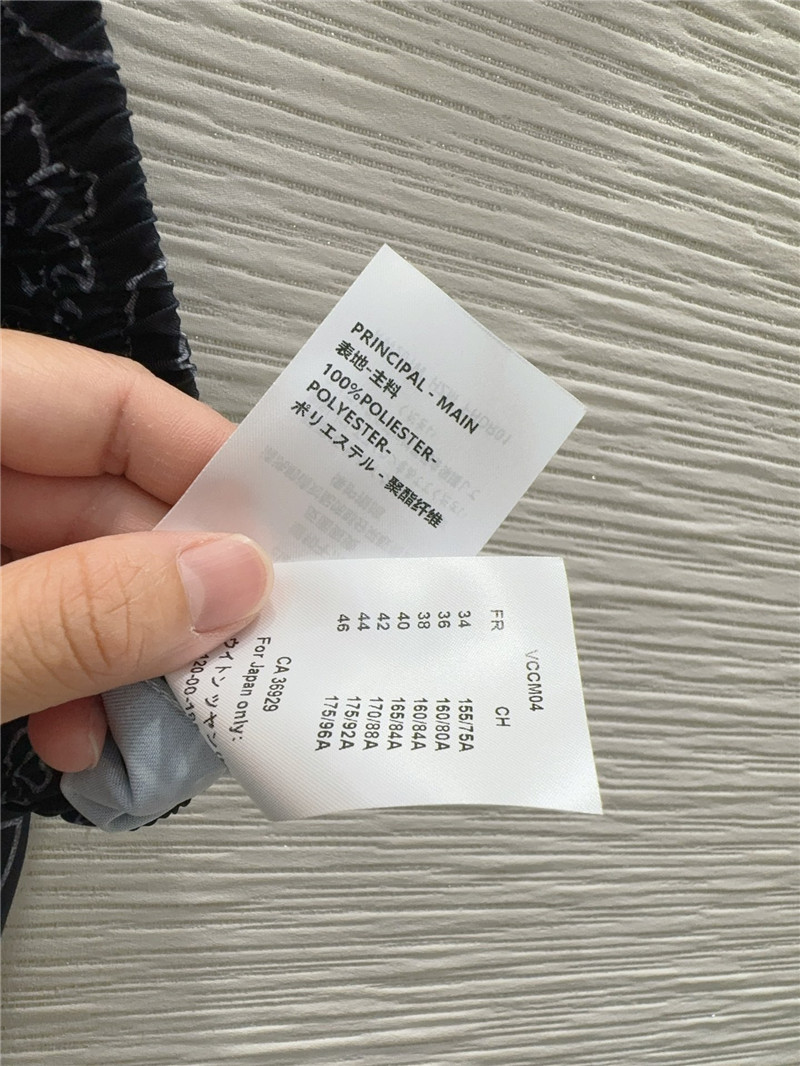 PRINCIPAL - MAIN
表地-主料
100%POLIESTER-
POLYESTER-
ポリエステル - 聚酯纤维
VCCM04
FR CH
34 155/75A
36 160/80A
38 160/84A
40 165/84A
42 170/88A
44 175/92A
46 175/96A
CA 36929
For Japan only: